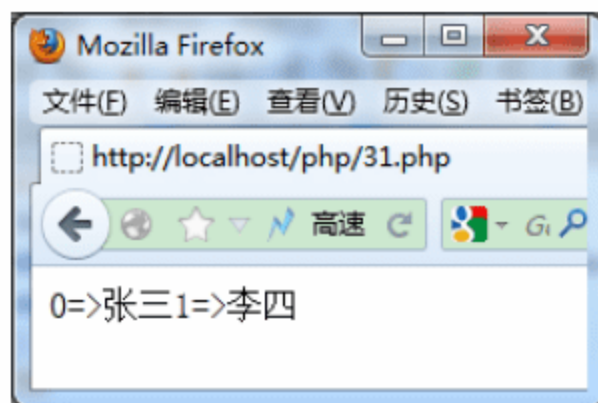 Mozilla Firefox
文件(F) 编辑(E) 查看(V) 历史(S) 书签(B)
http://localhost/php/31.php
高速
0=>张三1=>李四